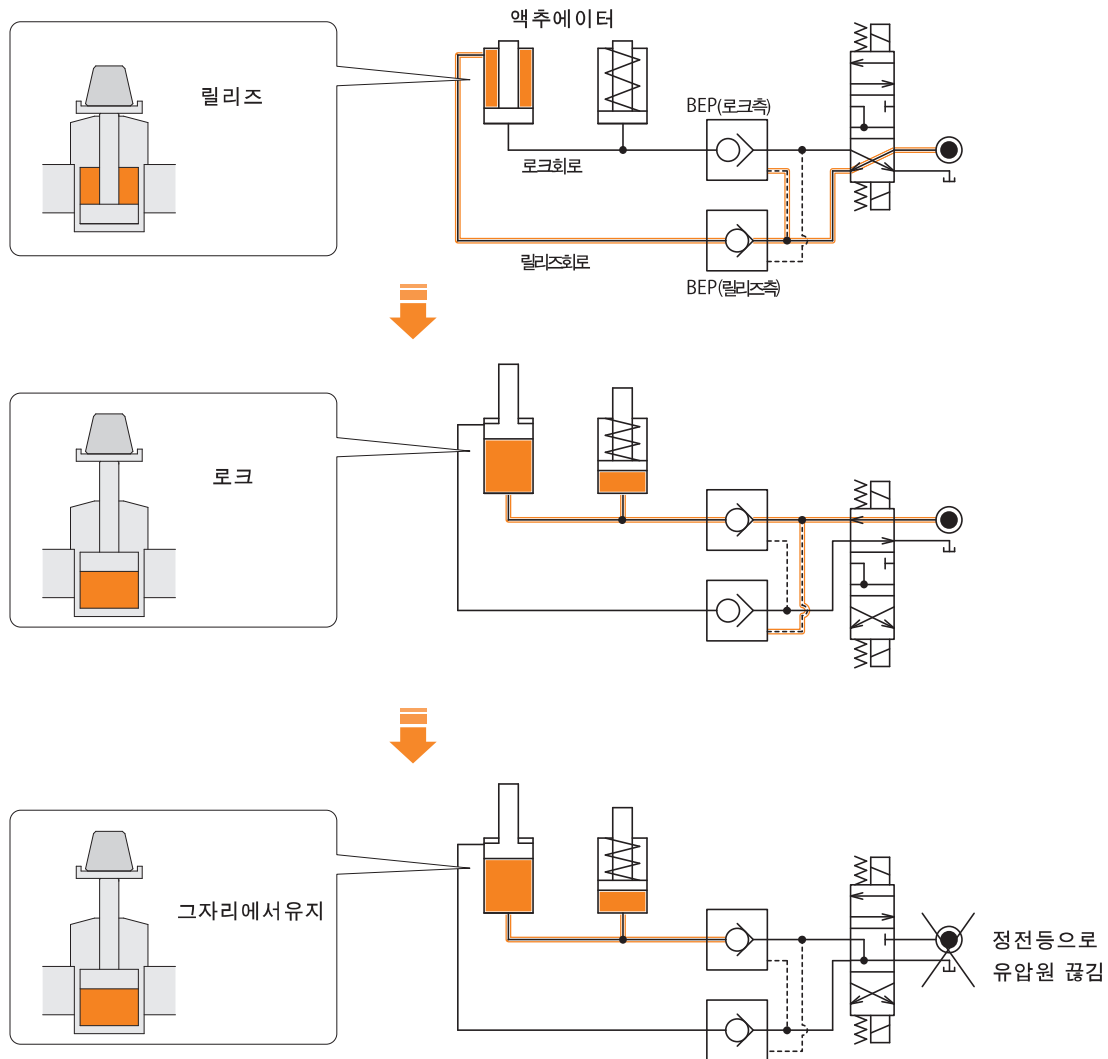 액추에이터
릴리즈
BEP(로크측)
로크회로
릴리즈회로
BEP(릴리즈측)
로크
그자리에서유지
정전등으로
유압원 끊김